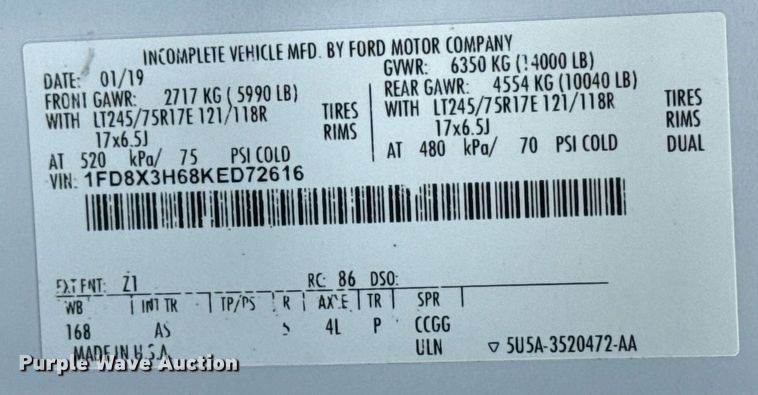 INCOMPLETE VEHICLE MFD. BY FORD MOTOR COMPANY
DATE: 01/19 GVWR: 6350 KG (14000 LB)
FRONT GAWR: 2717 KG (5990 LB) REAR GAWR: 4554 KG (10040 LB)
WITH LT245/75R17E 121/118R TIRES WITH LT245/75R17E 121/118R TIRES
17x6.5J RIMS 17x6.5J RIMS
AT 520 kPa/ 75 PSI COLD AT 480 kPa/ 70 PSI COLD DUAL
VIN: 1FD8X3H68KED72616
EXT PNT: Z1 RC: 86 DSO:
WB INT TR TP/PS R AXLE TR SPR
168 AS 4L P CCGG
MADE IN U.S.A. ULN ▽ 5U5A-3520472-AA
Purple Wave Auction